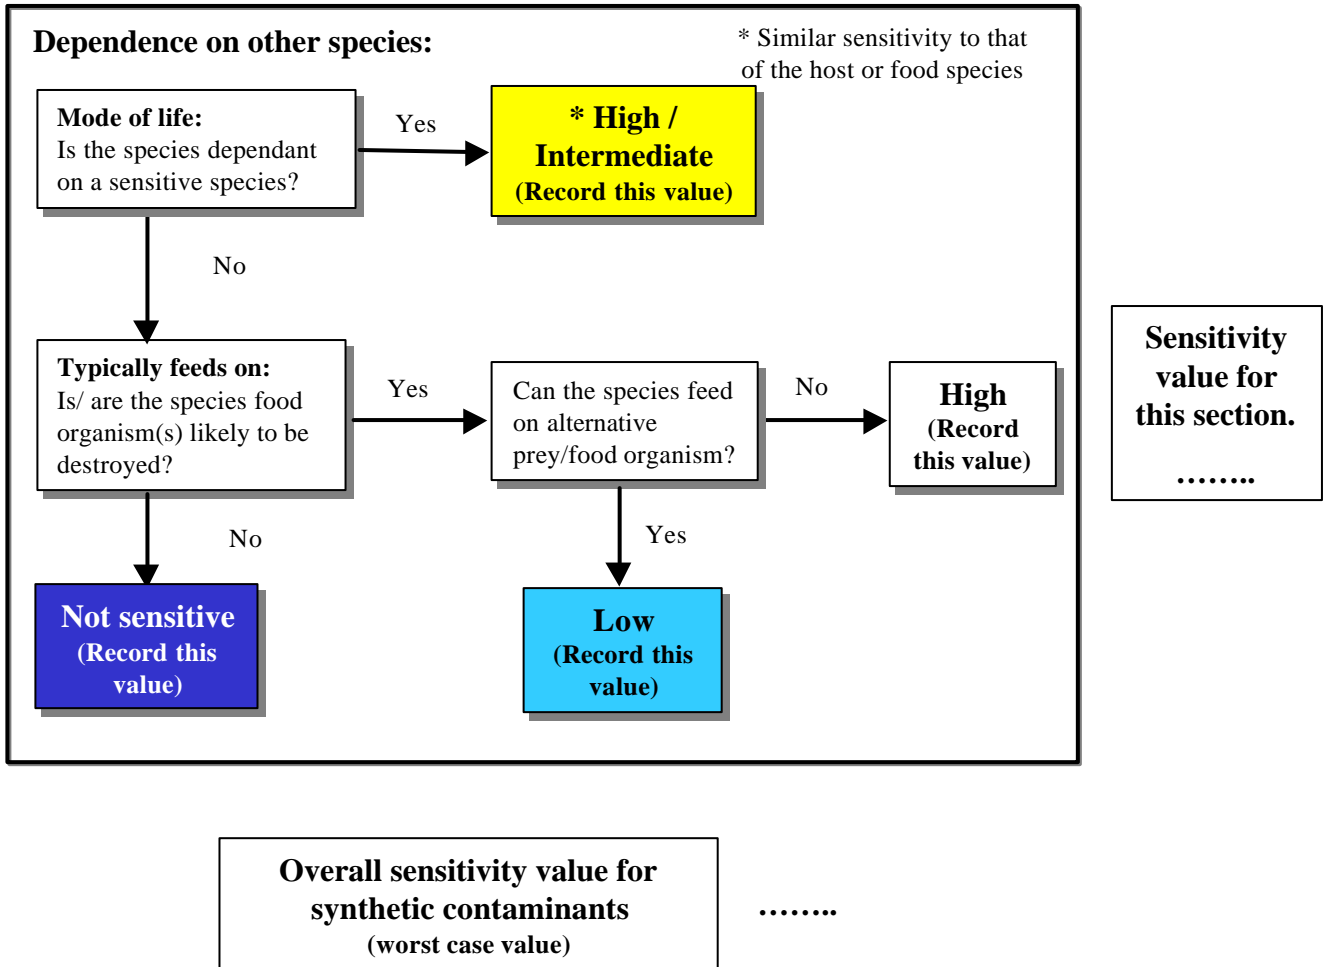 Dependence on other species:
* Similar sensitivity to that
of the host or food species
Mode of life:
Is the species dependant
on a sensitive species?
Yes
* High /
Intermediate
(Record this value)
No
Typically feeds on:
Is/ are the species food
organism(s) likely to be
destroyed?
Yes
Can the species feed
on alternative
prey/food organism?
No
High
(Record
this value)
Sensitivity
value for
this section.
……..
No
Yes
Not sensitive
(Record this
value)
Low
(Record this
value)
Overall sensitivity value for
synthetic contaminants
(worst case value)
……..